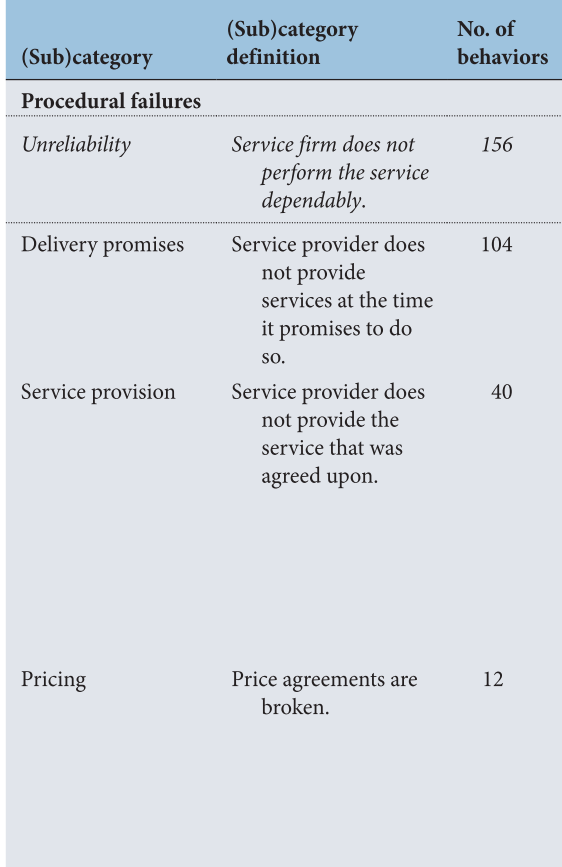 (Sub)category (Sub)category definition No. of behaviors
Procedural failures
Unreliability Service firm does not 156
perform the service
dependably.
Delivery promises Service provider does 104
not provide
services at the time
it promises to do
so.
Service provision Service provider does 40
not provide the
service that was
agreed upon.
Pricing Price agreements are 12
broken.